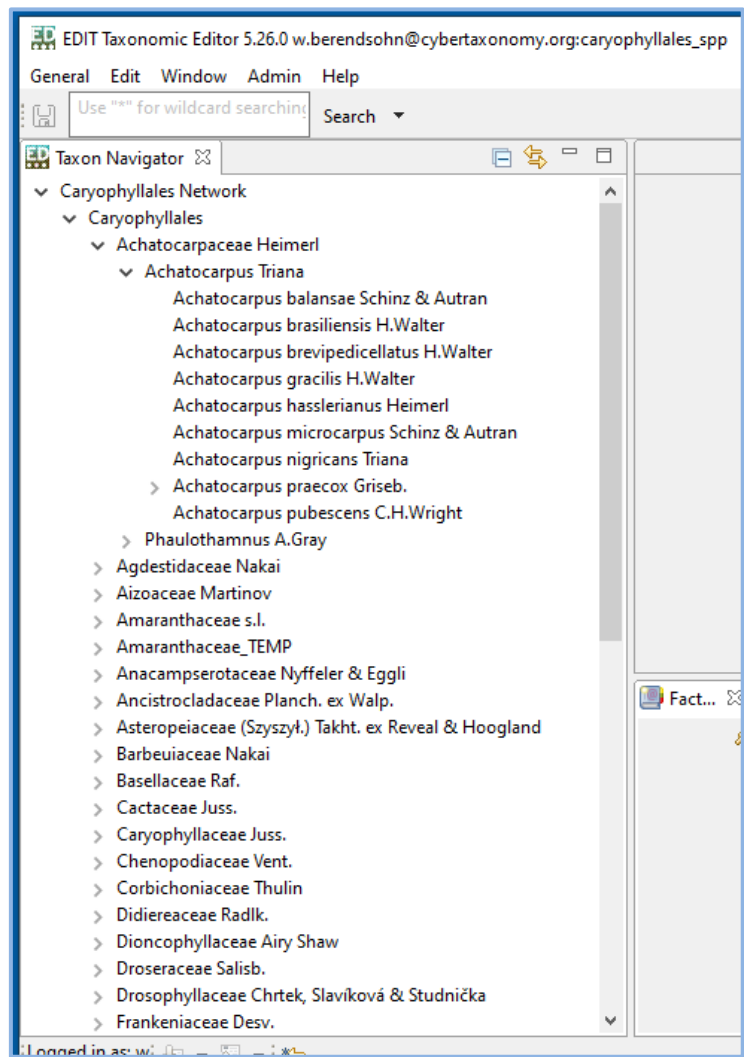 EDIT Taxonomic Editor 5.26.0 w.berendsohn@cybertaxonomy.org:caryophyllales_spp
General Edit Window Admin Help
Use "*" for wildcard searching Search
Taxon Navigator
Caryophyllales Network
Caryophyllales
Achatocarpaceae Heimerl
Achatocarpus Triana
Achatocarpus balansae Schinz & Autran
Achatocarpus brasiliensis H.Walter
Achatocarpus brevipedicellatus H.Walter
Achatocarpus gracilis H.Walter
Achatocarpus hasslerianus Heimerl
Achatocarpus microcarpus Schinz & Autran
Achatocarpus nigricans Triana
Achatocarpus praecox Griseb.
Achatocarpus pubescens C.H.Wright
Phaulothamnus A.Gray
Agdestidaceae Nakai
Aizoaceae Martinov
Amaranthaceae s.l.
Amaranthaceae_TEMP
Anacampserotaceae Nyffeler & Eggli
Ancistrocladaceae Planch. ex Walp.
Fact...
Asteropeiaceae (Szyszył.) Takht. ex Reveal & Hoogland
Barbeuiaceae Nakai
Basellaceae Raf.
Cactaceae Juss.
Caryophyllaceae Juss.
Chenopodiaceae Vent.
Corbichoniaceae Thulin
Didiereaceae Radlk.
Dioncophyllaceae Airy Shaw
Droseraceae Salisb.
Drosophyllaceae Chrtek, Slavíková & Studnička
Frankeniaceae Desv.
Logged in as: w